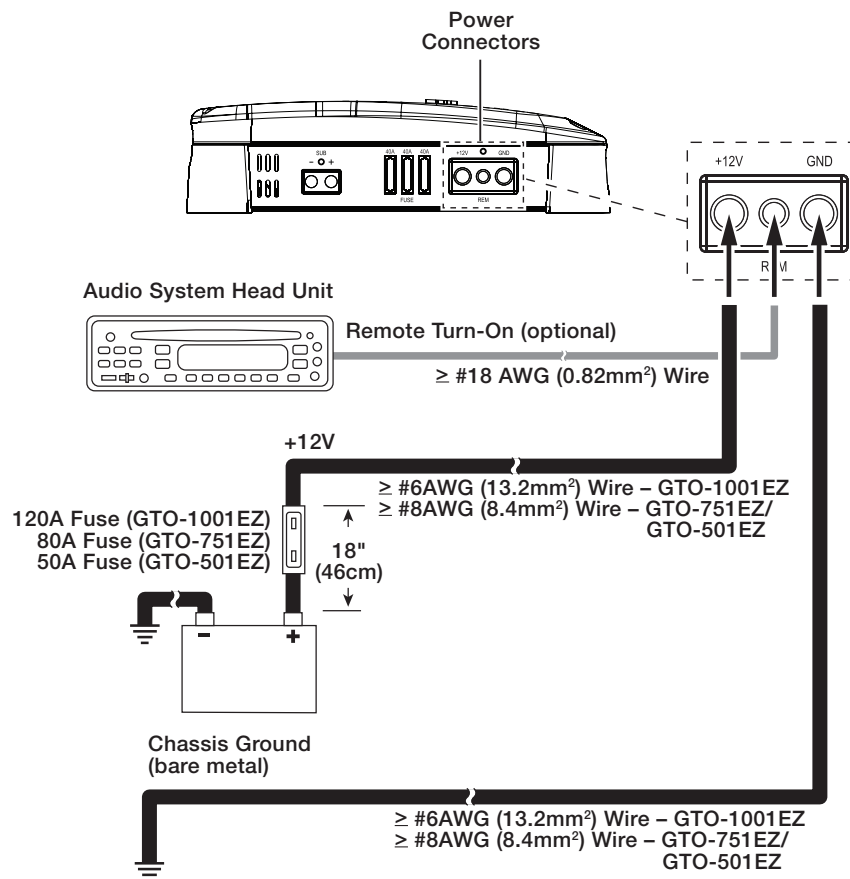 Power
Connectors
SUB
- +
40A 40A 40A
FUSE
+12V GND
REM
+12V GND
REM
Audio System Head Unit
Remote Turn-On (optional)
≥ #18 AWG (0.82mm²) Wire
+12V
≥ #6AWG (13.2mm²) Wire – GTO-1001EZ
≥ #8AWG (8.4mm²) Wire – GTO-751EZ/
GTO-501EZ
120A Fuse (GTO-1001EZ)
80A Fuse (GTO-751EZ)
50A Fuse (GTO-501EZ)
18"
(46cm)
- +
Chassis Ground
(bare metal)
≥ #6AWG (13.2mm²) Wire – GTO-1001EZ
≥ #8AWG (8.4mm²) Wire – GTO-751EZ/
GTO-501EZ